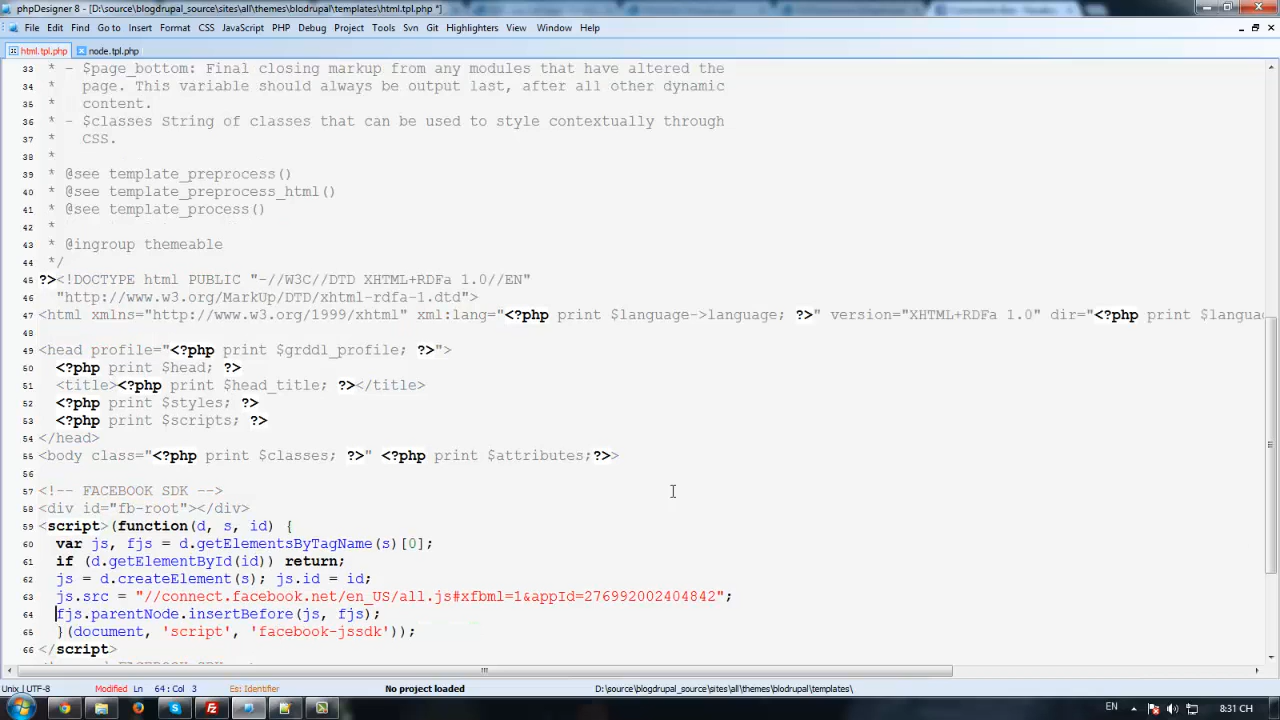 phpDesigner 8 - [D:\source\blogdrupal_source\sites\all\themes\blodrupal\templates\html.tpl.php *]
File Edit Find Go to Insert Format CSS JavaScript PHP Debug Project Tools Svn Git Highlighters View Window Help
html.tpl.php node.tpl.php
33 * - $page_bottom: Final closing markup from any modules that have altered the
34 * page. This variable should always be output last, after all other dynamic
35 * content.
36 * - $classes String of classes that can be used to style contextually through
37 * CSS.
38 *
39 * @see template_preprocess()
40 * @see template_preprocess_html()
41 * @see template_process()
42 *
43 * @ingroup themeable
44 */
45 ?><!DOCTYPE html PUBLIC "-//W3C//DTD XHTML+RDFa 1.0//EN"
46 "http://www.w3.org/MarkUp/DTD/xhtml-rdfa-1.dtd">
47 <html xmlns="http://www.w3.org/1999/xhtml" xml:lang="<?php print $language->language; ?>" version="XHTML+RDFa 1.0" dir="<?php print $langua
48
49 <head profile="<?php print $grddl_profile; ?>">
50 <?php print $head; ?>
51 <title><?php print $head_title; ?></title>
52 <?php print $styles; ?>
53 <?php print $scripts; ?>
54 </head>
55 <body class="<?php print $classes; ?>" <?php print $attributes;?>>
56
57 <!-- FACEBOOK SDK -->
58 <div id="fb-root"></div>
59 <script>(function(d, s, id) {
60 var js, fjs = d.getElementsByTagName(s)[0];
61 if (d.getElementById(id)) return;
62 js = d.createElement(s); js.id = id;
63 js.src = "//connect.facebook.net/en_US/all.js#xfbml=1&appId=276992002404842";
64 fjs.parentNode.insertBefore(js, fjs);
65 }(document, 'script', 'facebook-jssdk'));
66 </script>
Unix | UTF-8 Modified Ln 64 : Col 3 Es: Identifier No project loaded D:\source\blogdrupal_source\sites\all\themes\blodrupal\templates\
EN 8:31 CH